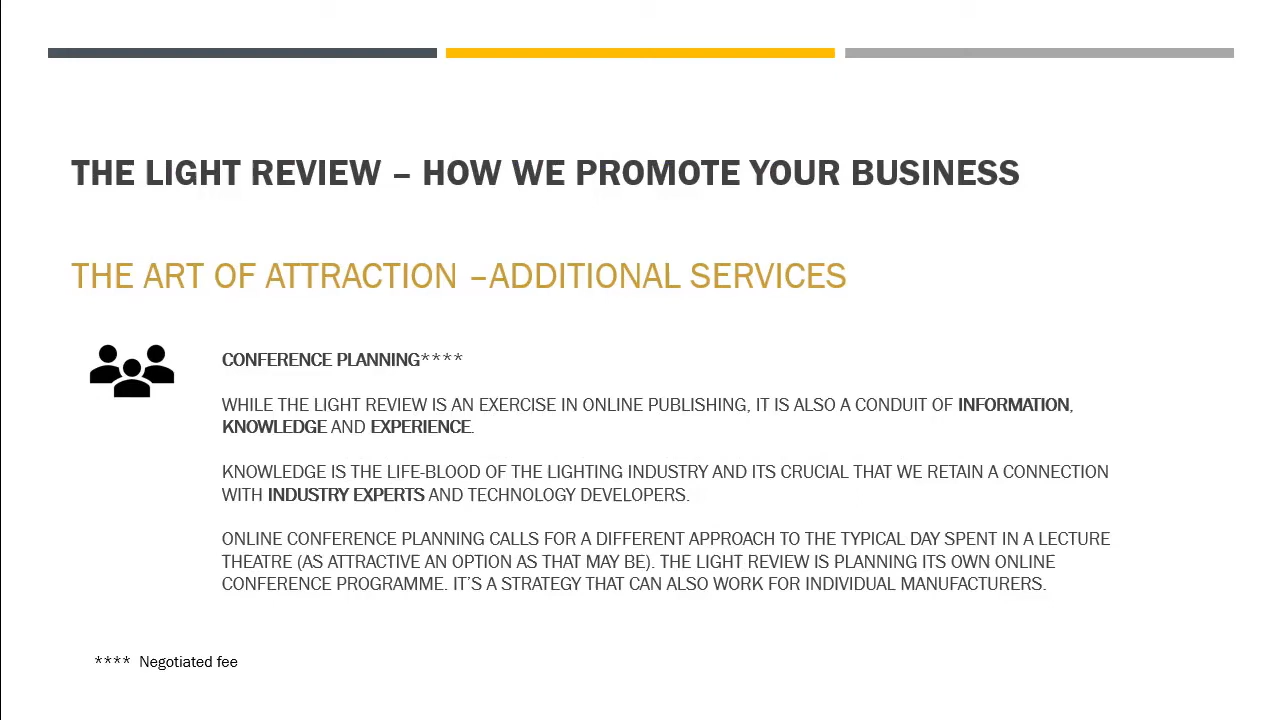 THE LIGHT REVIEW – HOW WE PROMOTE YOUR BUSINESS
THE ART OF ATTRACTION –ADDITIONAL SERVICES
CONFERENCE PLANNING****
WHILE THE LIGHT REVIEW IS AN EXERCISE IN ONLINE PUBLISHING, IT IS ALSO A CONDUIT OF INFORMATION,
KNOWLEDGE AND EXPERIENCE.
KNOWLEDGE IS THE LIFE-BLOOD OF THE LIGHTING INDUSTRY AND ITS CRUCIAL THAT WE RETAIN A CONNECTION
WITH INDUSTRY EXPERTS AND TECHNOLOGY DEVELOPERS.
ONLINE CONFERENCE PLANNING CALLS FOR A DIFFERENT APPROACH TO THE TYPICAL DAY SPENT IN A LECTURE
THEATRE (AS ATTRACTIVE AN OPTION AS THAT MAY BE). THE LIGHT REVIEW IS PLANNING ITS OWN ONLINE
CONFERENCE PROGRAMME. IT’S A STRATEGY THAT CAN ALSO WORK FOR INDIVIDUAL MANUFACTURERS.
**** Negotiated fee